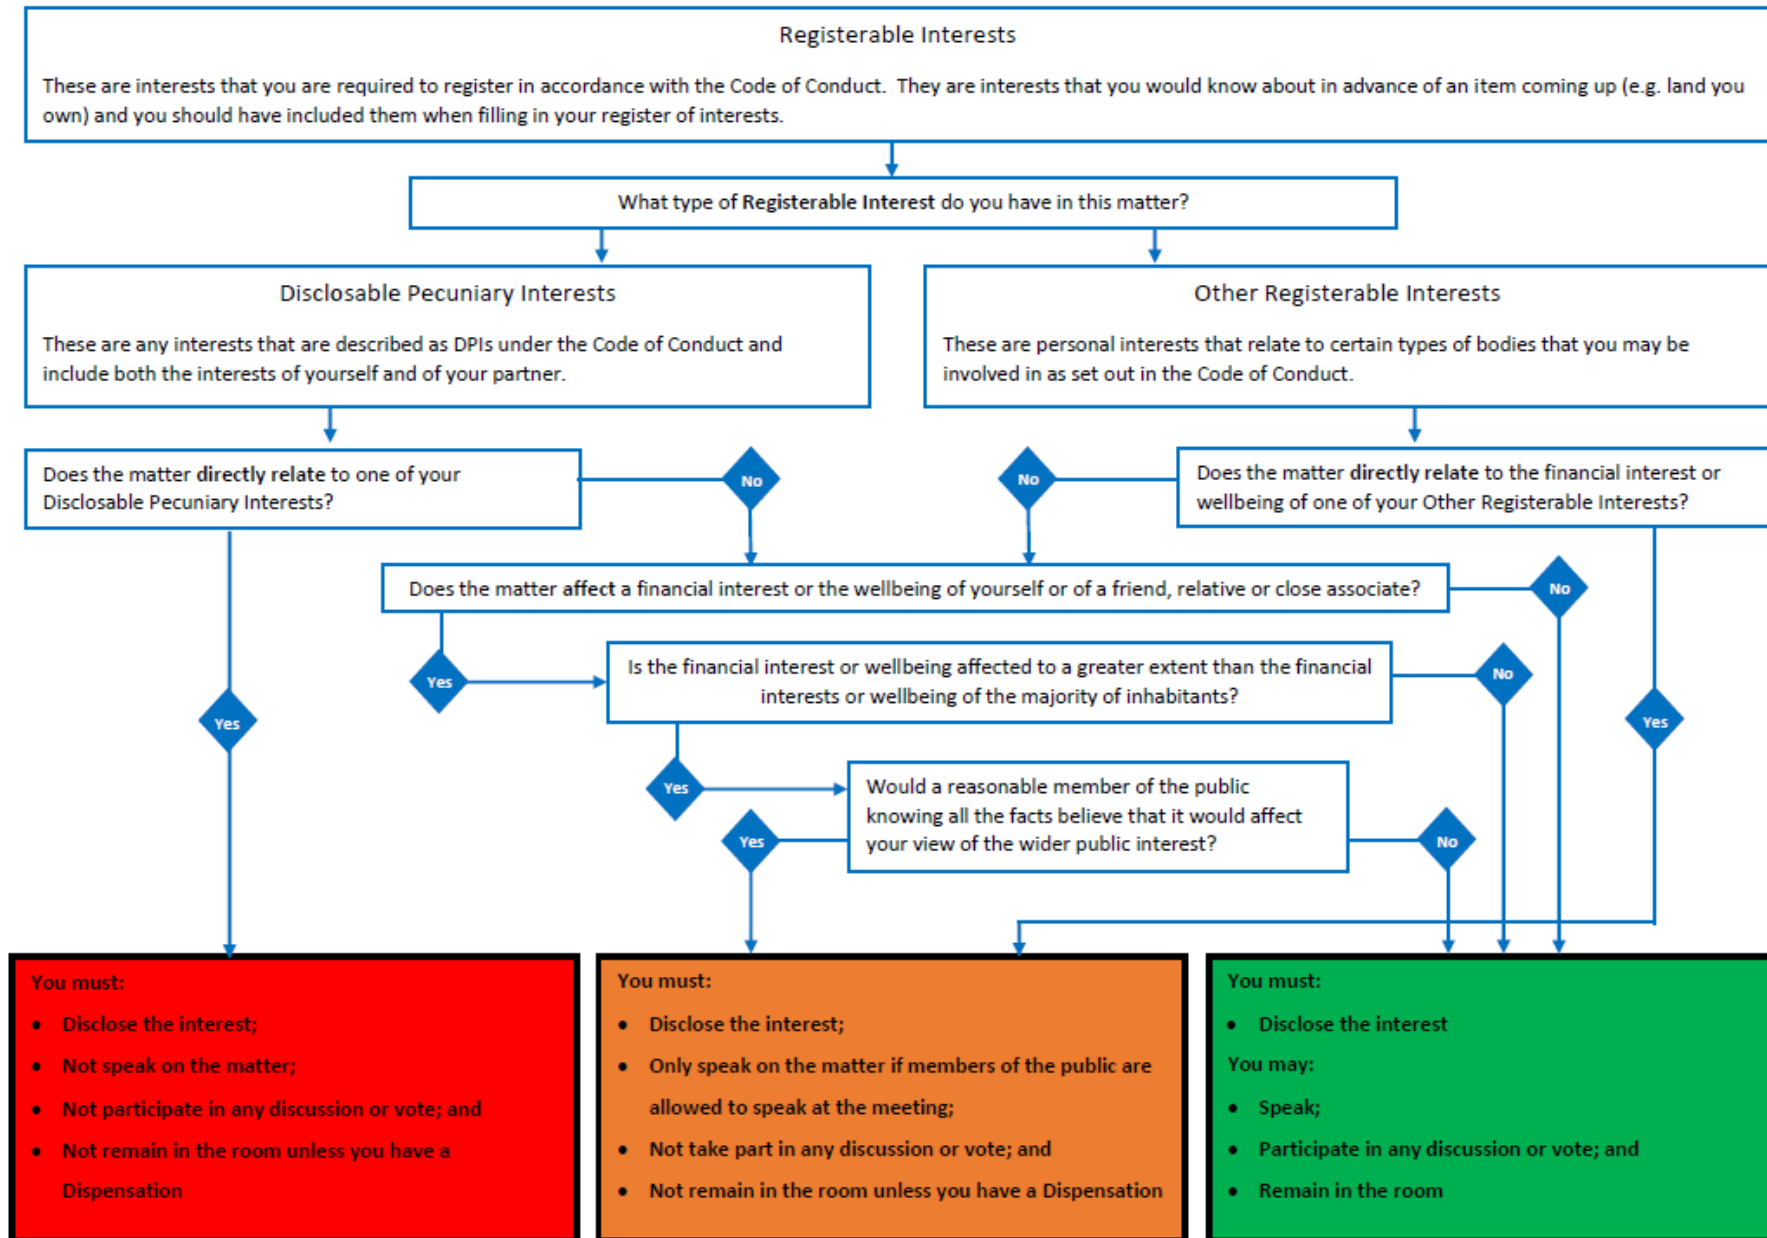 Registerable Interests
These are interests that you are required to register in accordance with the Code of Conduct.  They are interests that you would know about in advance of an item coming up (e.g. land you
own) and you should have included them when filling in your register of interests.
What type of Registerable Interest do you have in this matter?
Disclosable Pecuniary Interests
These are any interests that are described as DPIs under the Code of Conduct and
include both the interests of yourself and of your partner.
Other Registerable Interests
These are personal interests that relate to certain types of bodies that you may be
involved in as set out in the Code of Conduct.
Does the matter directly relate to one of your
Disclosable Pecuniary Interests?
No
No
Does the matter directly relate to the financial interest or
wellbeing of one of your Other Registerable Interests?
Does the matter affect a financial interest or the wellbeing of yourself or of a friend, relative or close associate?
No
Yes
Is the financial interest or wellbeing affected to a greater extent than the financial
interests or wellbeing of the majority of inhabitants?
No
Yes
Yes
Yes
Would a reasonable member of the public
knowing all the facts believe that it would affect
your view of the wider public interest?
Yes
No
You must:
• Disclose the interest;
• Not speak on the matter;
• Not participate in any discussion or vote; and
• Not remain in the room unless you have a
Dispensation
You must:
• Disclose the interest;
• Only speak on the matter if members of the public are
allowed to speak at the meeting;
• Not take part in any discussion or vote; and
• Not remain in the room unless you have a Dispensation
You must:
• Disclose the interest
You may:
• Speak;
• Participate in any discussion or vote; and
• Remain in the room